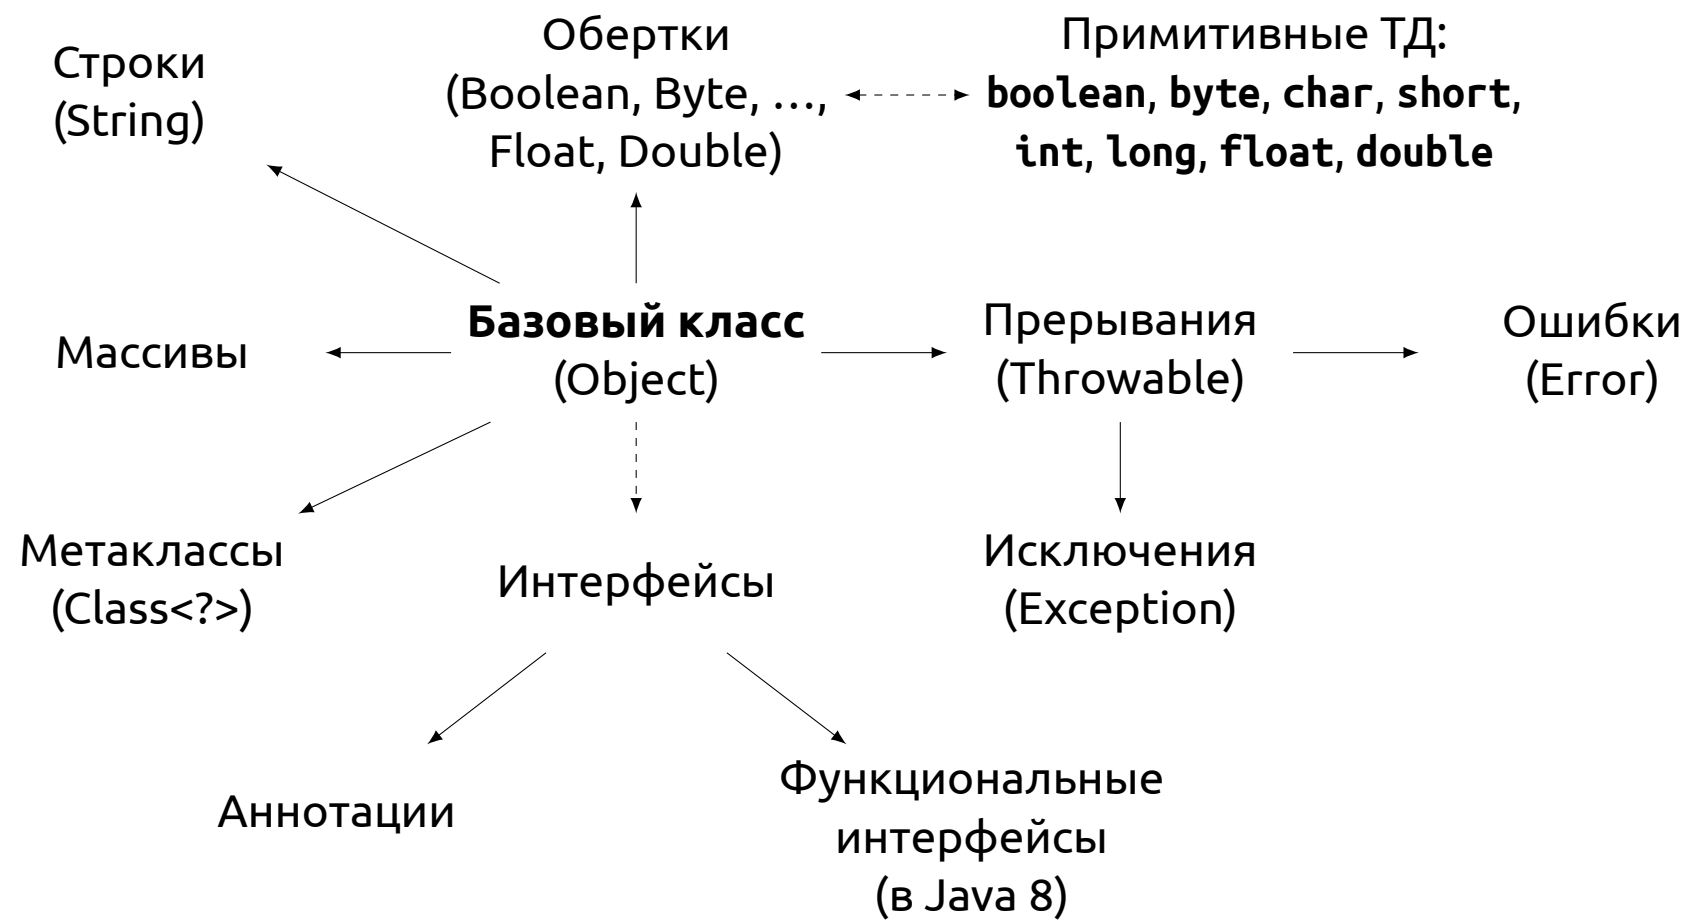 Строки
(String)
Обертки
(Boolean, Byte, …,
Float, Double)
Примитивные ТД:
boolean, byte, char, short,
int, long, float, double
Массивы
Базовый класс
(Object)
Прерывания
(Throwable)
Ошибки
(Error)
Метаклассы
(Class<?>)
Интерфейсы
Исключения
(Exception)
Аннотации
Функциональные
интерфейсы
(в Java 8)